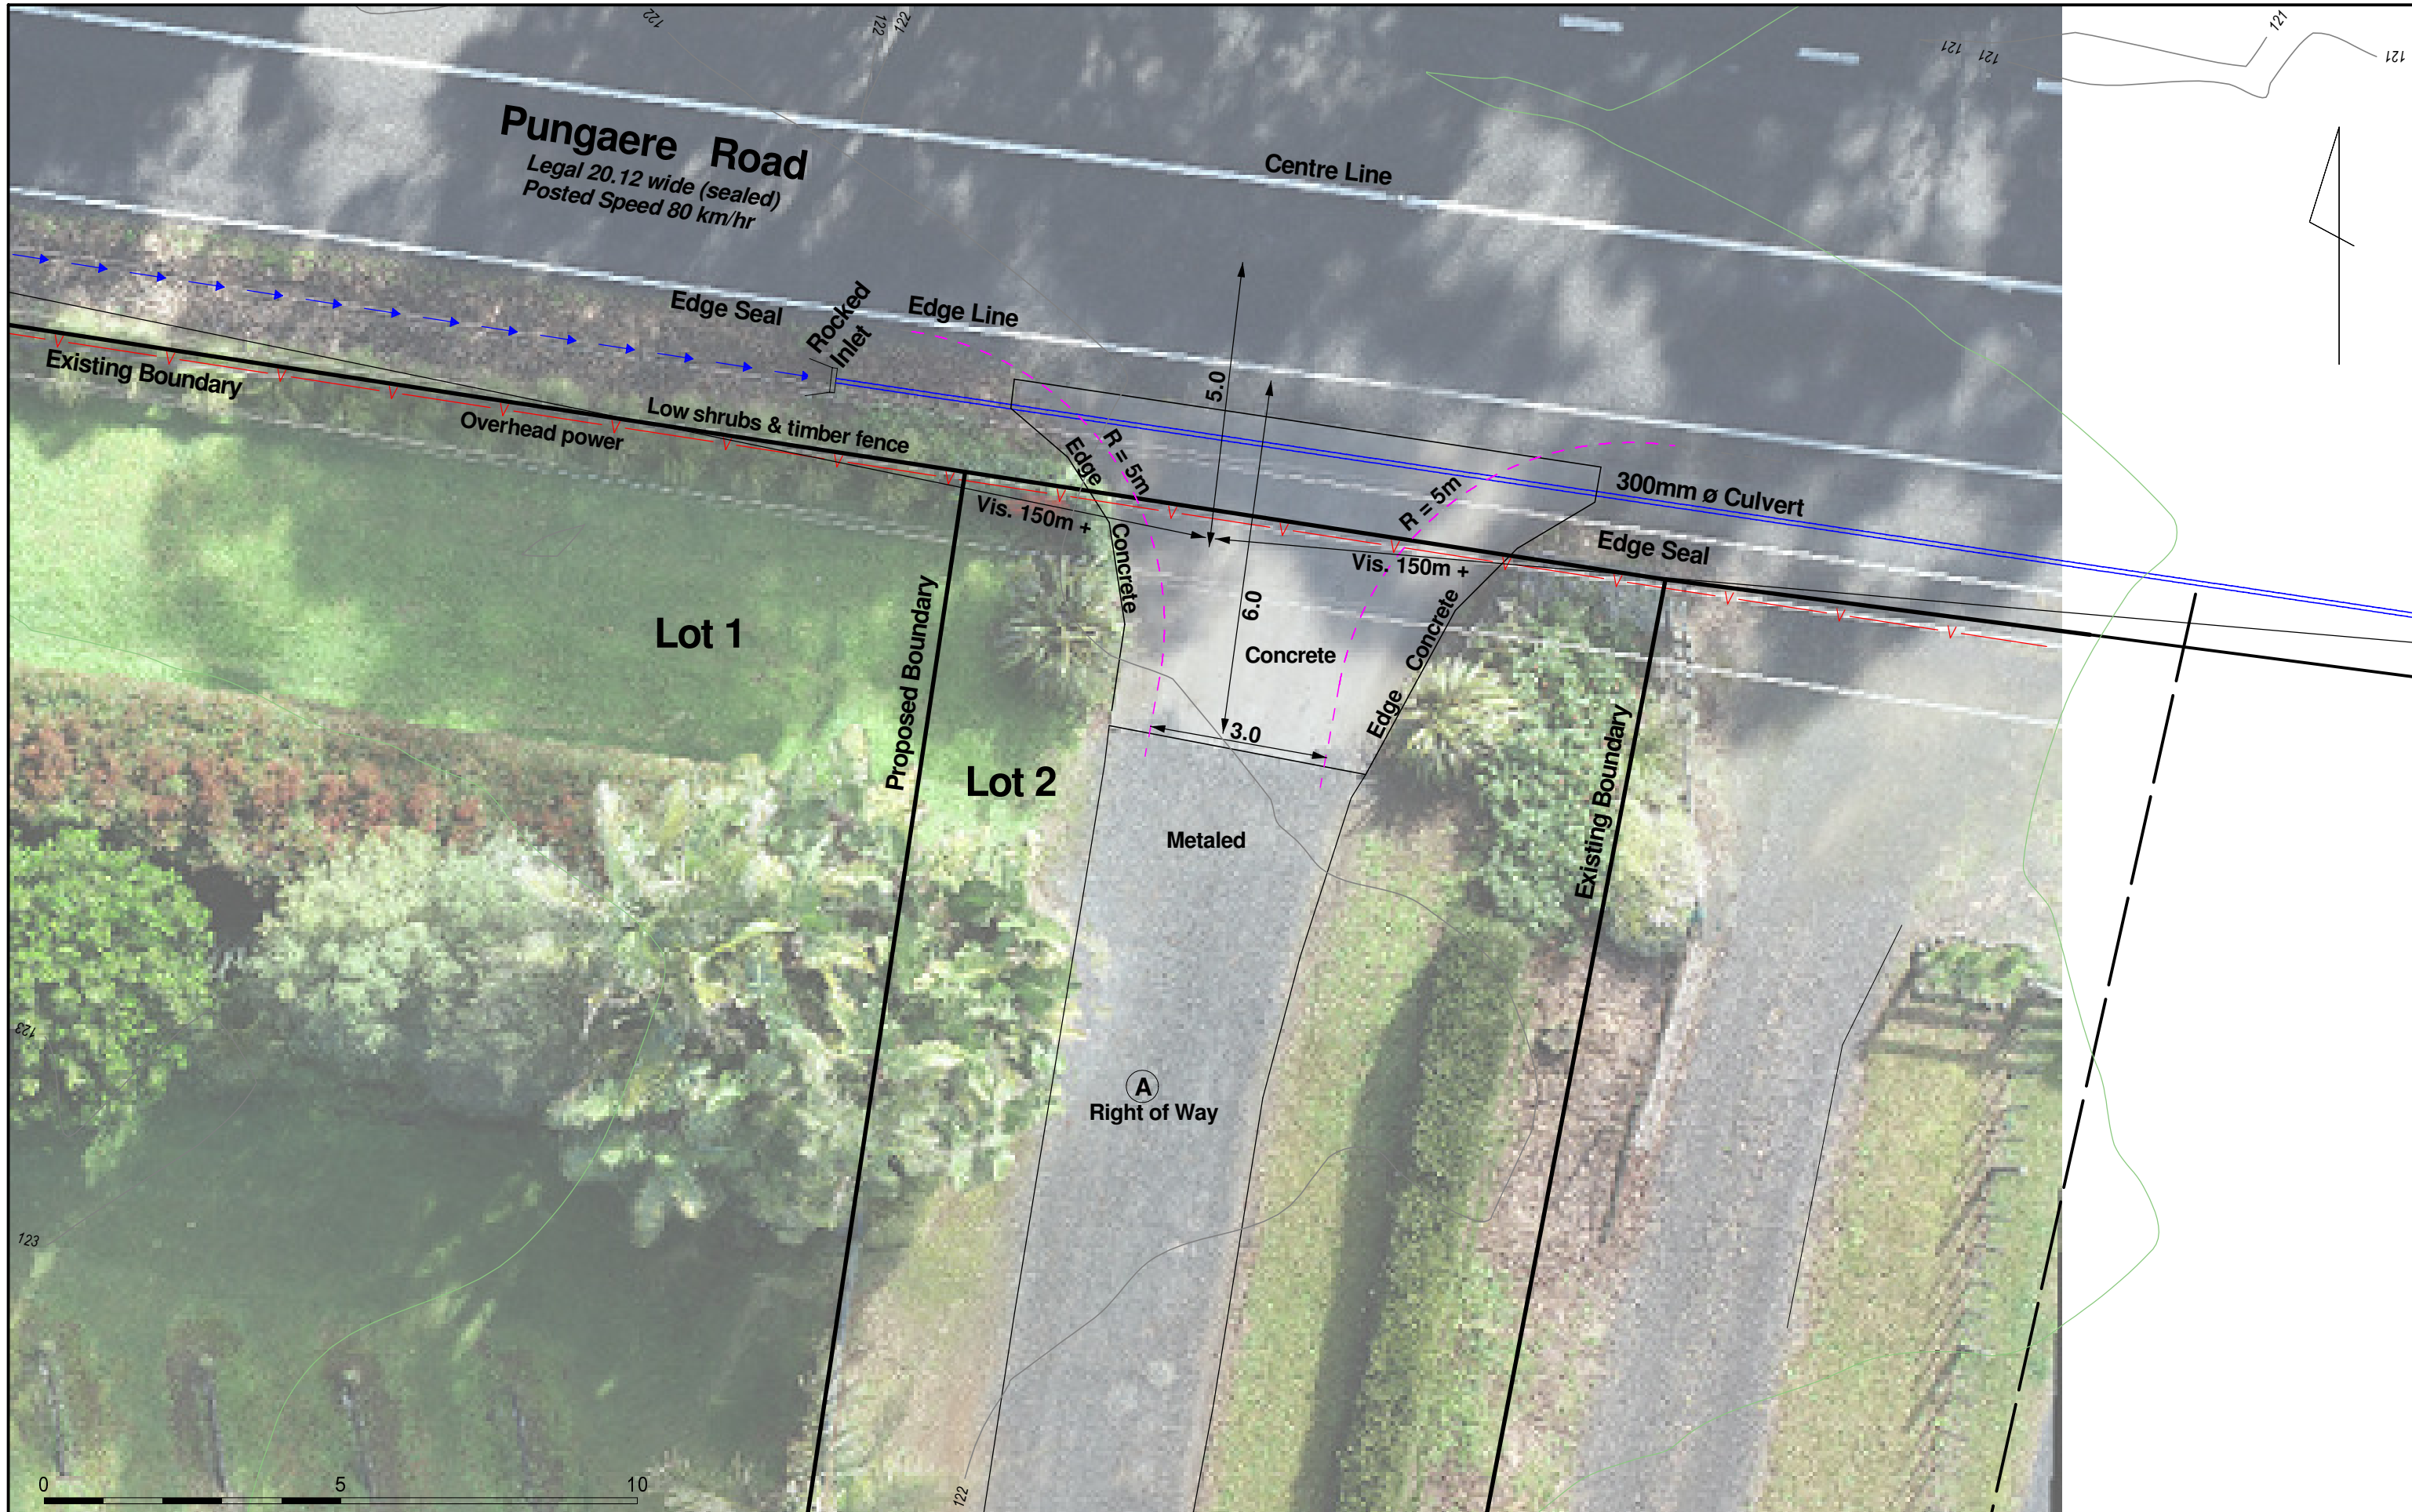 122
122
122
121
121
121
121
Pungaere Road
Legal 20.12 wide (sealed)
Posted Speed 80 km/hr
Centre Line
Edge Seal
Rocked
Inlet
Edge Line
Existing Boundary
Overhead power
Low shrubs & timber fence
Edge
R = 5m
5.0
R = 5m
300mm ø Culvert
Vis. 150m +
Concrete
Vis. 150m +
Edge Seal
Lot 1
Proposed Boundary
6.0
Concrete
Edge
Concrete
3.0
Lot 2
Existing Boundary
Metaled
A
Right of Way
123
123
122
0 5 10